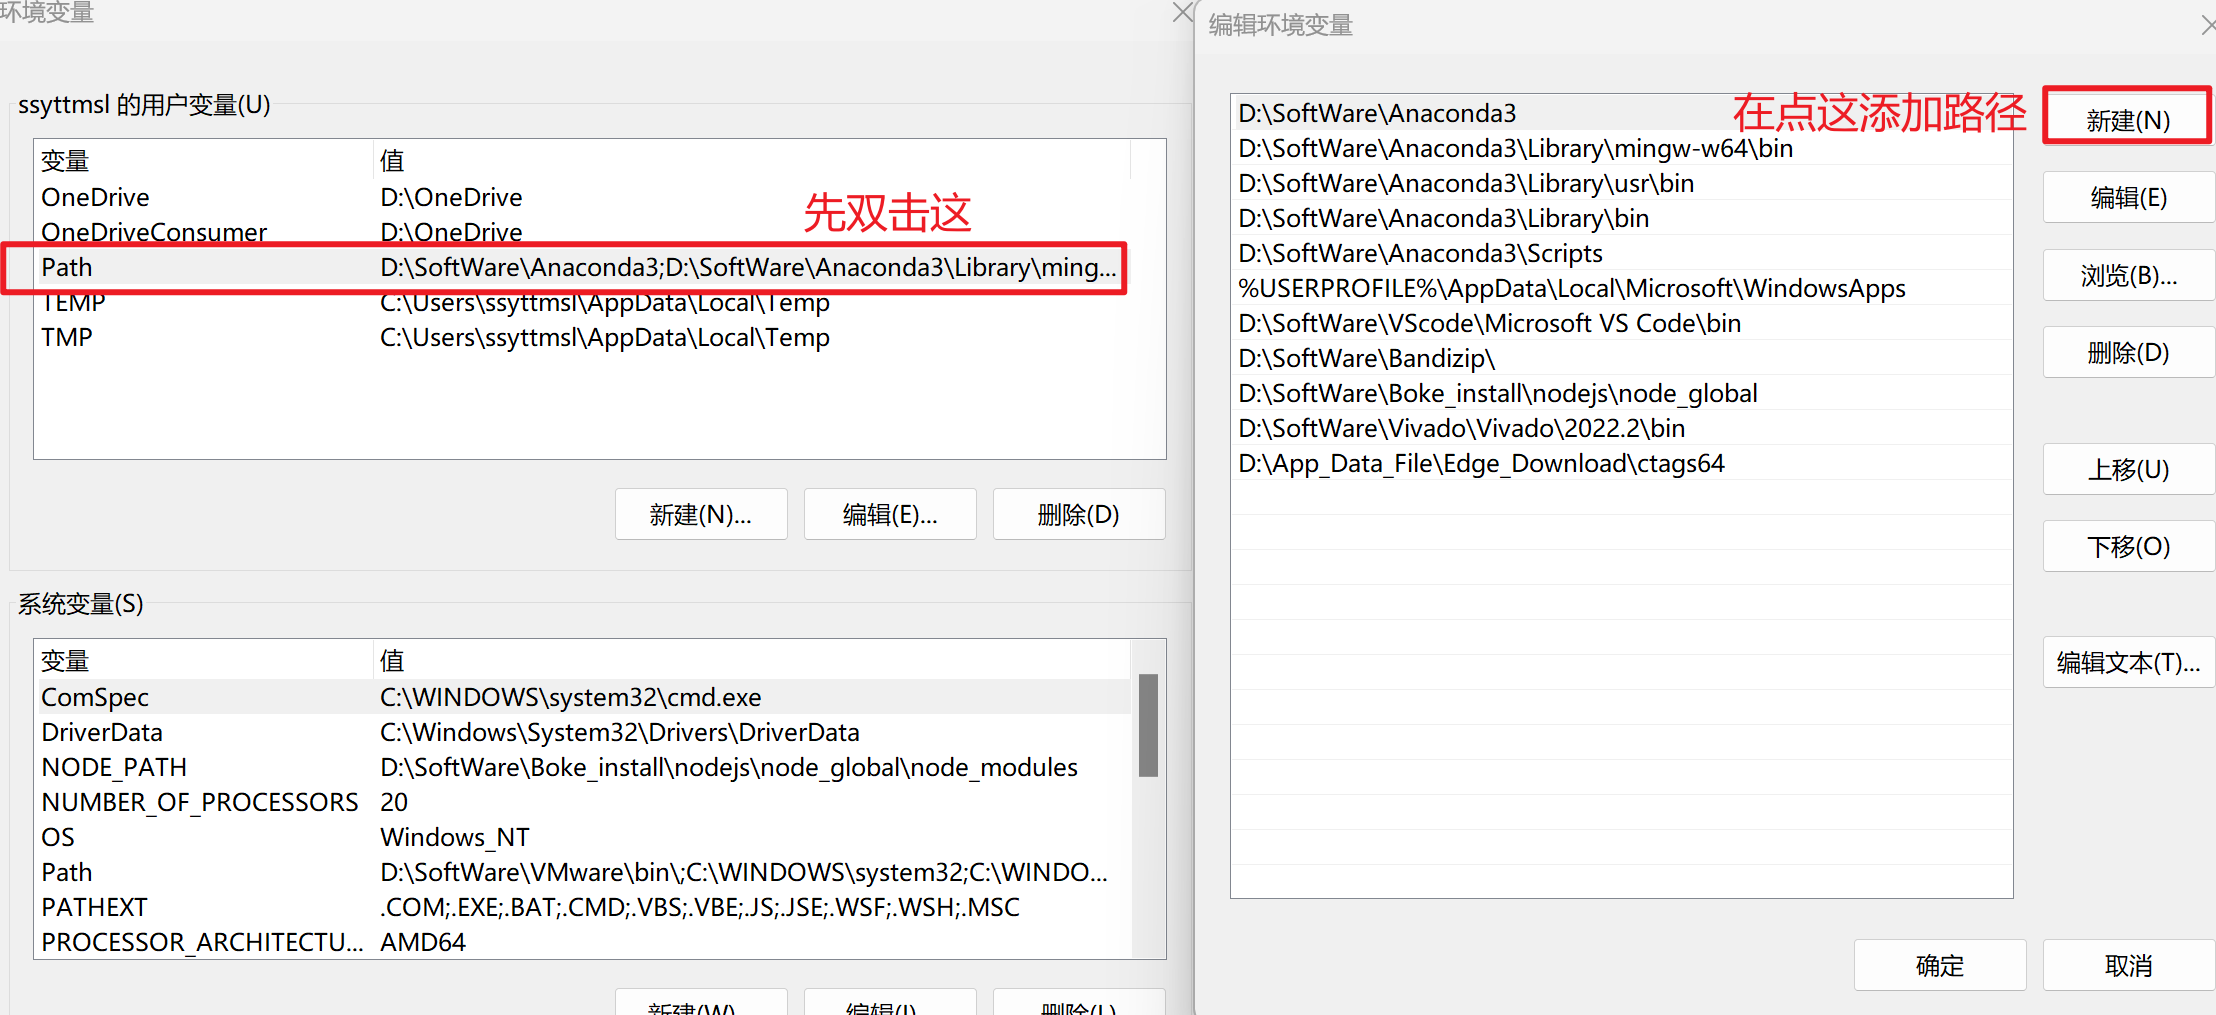 环境变量
ssyttmsl 的用户变量(U)
变量 值
OneDrive D:\OneDrive
先双击这
OneDriveConsumer D:\OneDrive
Path D:\SoftWare\Anaconda3;D:\SoftWare\Anaconda3\Library\ming...
TEMP C:\Users\ssyttmsl\AppData\Local\Temp
TMP C:\Users\ssyttmsl\AppData\Local\Temp
新建(N)... 编辑(E)... 删除(D)
系统变量(S)
变量 值
ComSpec C:\WINDOWS\system32\cmd.exe
DriverData C:\Windows\System32\Drivers\DriverData
NODE_PATH D:\SoftWare\Boke_install\nodejs\node_global\node_modules
NUMBER_OF_PROCESSORS 20
OS Windows_NT
Path D:\SoftWare\VMware\bin\;C:\WINDOWS\system32;C:\WINDO...
PATHEXT .COM;.EXE;.BAT;.CMD;.VBS;.VBE;.JS;.JSE;.WSF;.WSH;.MSC
PROCESSOR_ARCHITECTU... AMD64
新建(W)... 编辑(I)... 删除(L)
编辑环境变量
D:\SoftWare\Anaconda3
在点这添加路径
D:\SoftWare\Anaconda3\Library\mingw-w64\bin
D:\SoftWare\Anaconda3\Library\usr\bin
D:\SoftWare\Anaconda3\Library\bin
D:\SoftWare\Anaconda3\Scripts
%USERPROFILE%\AppData\Local\Microsoft\WindowsApps
D:\SoftWare\VScode\Microsoft VS Code\bin
D:\SoftWare\Bandizip\
D:\SoftWare\Boke_install\nodejs\node_global
D:\SoftWare\Vivado\Vivado\2022.2\bin
D:\App_Data_File\Edge_Download\ctags64
新建(N)
编辑(E)
浏览(B)...
删除(D)
上移(U)
下移(O)
编辑文本(T)...
确定 取消